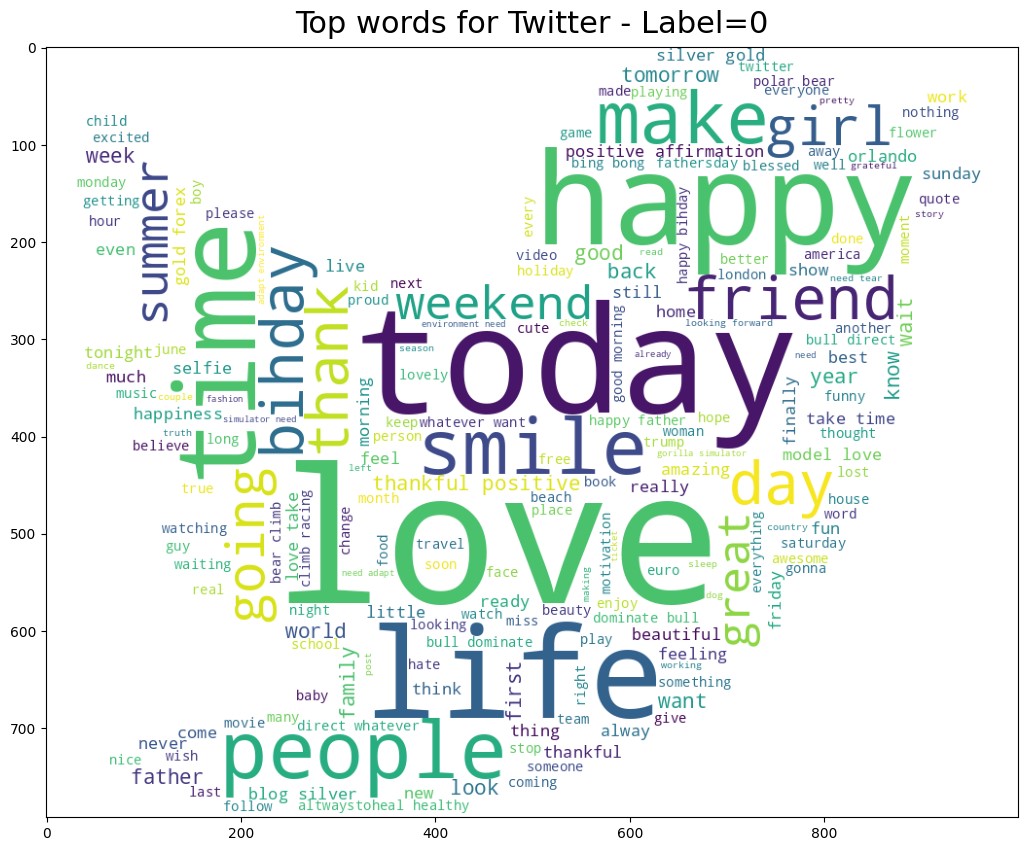 Top words for Twitter - Label=0
0
100
200
300
400
500
600
700
0
200
400
600
800
silver gold
twitter
tomorrow
polar bear
everyone
made
playing
pretty
work
nothing
make
girl
game
flower
child
excited
week
positive affirmation
away
orlando
bing bong
fathersday
blessed
well
grateful
sunday
happy
monday
getting
hour
even
summer
gold forex
boy
please
adapt environment
every
happy bihday
quote
story
moment
time
bihday
live
video
holiday
good
read
better
done
america
back
london
show
need tear
kid
proud
next
still
thank
weekend
home
friend
wait
environment need
cute
check
looking forward
another
bull direct
tonight
june
dance
selfie
much
music
couple
fashion
season
today
good morning
already
need
best
year
know
lovely
funny
happiness
simulator need
truth
long
believe
morning
keep
whatever want
person
happy father
hope
woman
trump
finally
take time
thought
smile
gorilla simulator
model love
feel
left
free
amazing
lost
true
month
thankful positive
book
really
day
house
word
going
love
beach
place
watching
guy
waiting
real
bear climb
love take
climb racing
change
food
travel
soon
need adapt
face
motivation
ticket
making
euro
sleep
dog
great
everything
country
fun
saturday
awesome
gonna
friday
night
little
ready
watch
miss
beauty
enjoy
dominate bull
world
school
looking
bull dominate
play
beautiful
feeling
working
family
post
life
hate
think
first
right
something
want
baby
give
team
alway
many
movie
direct whatever
thing
come
never
wish
nice
people
stop
thankful
someone
father
last
look
coming
blog silver
new
follow
altwaystoheal healthy